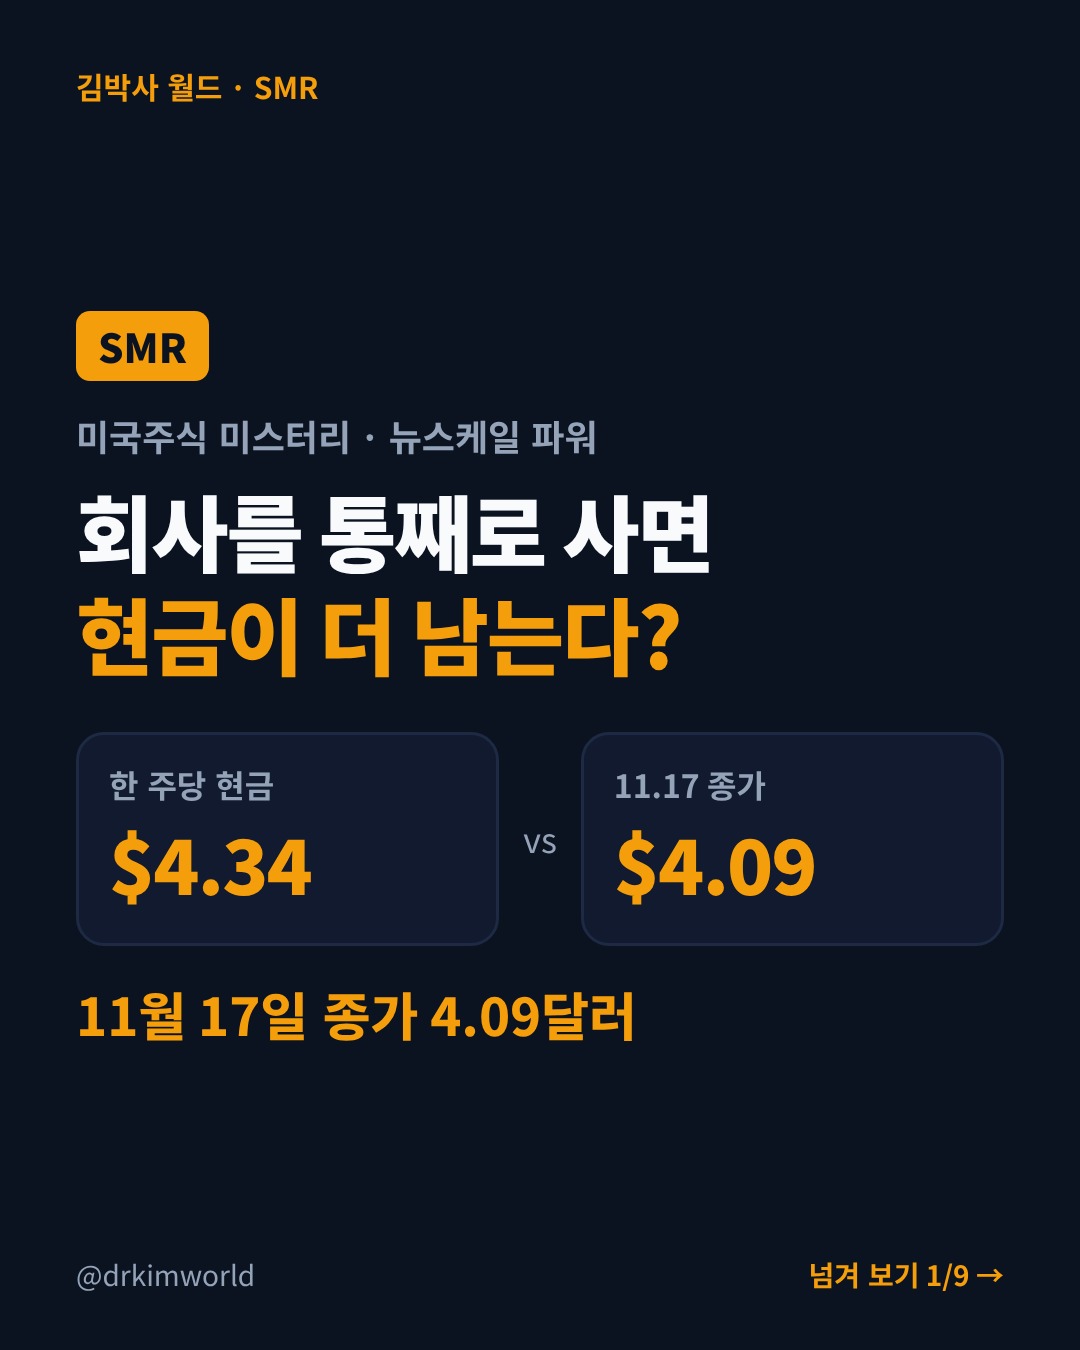 김박사 월드 · SMR
SMR
미국주식 미스터리 · 뉴스케일 파워
회사를 통째로 사면
현금이 더 남는다?
한 주당 현금
$4.34
vs
11.17 종가
$4.09
11월 17일 종가 4.09달러
@drkimworld
넘겨 보기 1/9 →